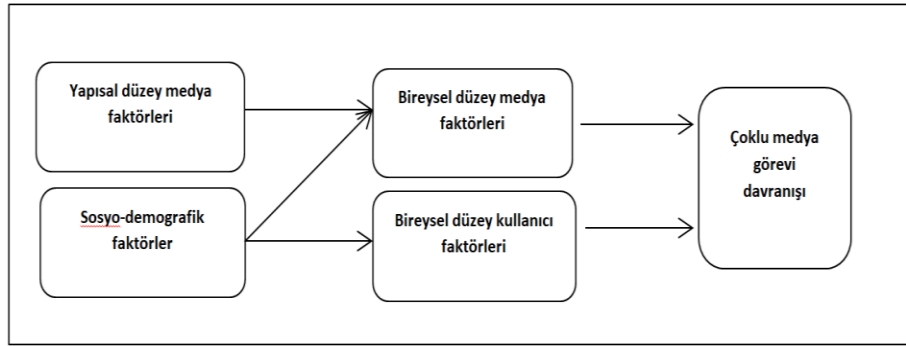 Yapısal düzey medya
faktörleri
Bireysel düzey medya
faktörleri
Çoklu medya
görevi
davranışı
Sosyo-demografik
faktörler
Bireysel düzey kullanıcı
faktörleri